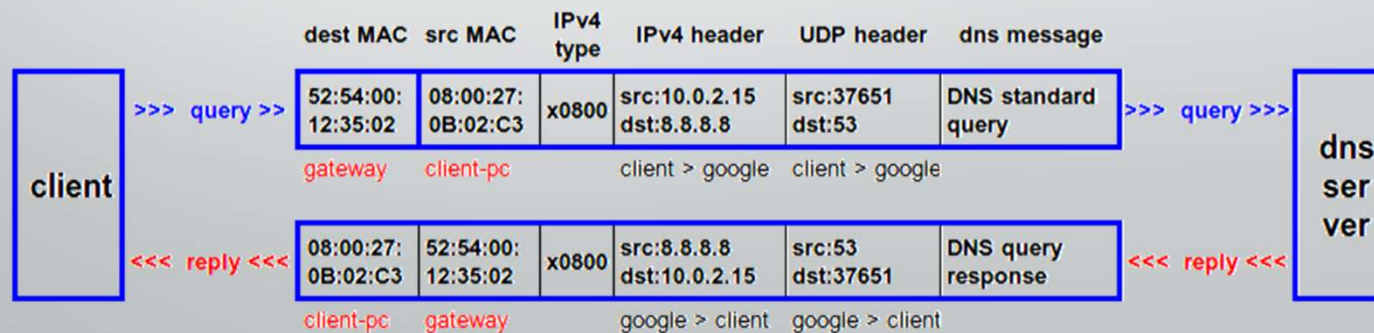 dest MAC src MAC IPv4 type IPv4 header UDP header dns message
client
>>> query >>
52:54:00: 08:00:27: x0800 src:10.0.2.15 src:37651 DNS standard
12:35:02 0B:02:C3 dst:8.8.8.8 dst:53 query
>>> query >>>
gateway client-pc client > google client > google
<<< reply <<<
08:00:27: 52:54:00: x0800 src:8.8.8.8 src:53 DNS query
0B:02:C3 12:35:02 dst:10.0.2.15 dst:37651 response
<<< reply <<<
client-pc gateway google > client google > client
dns
ser
ver